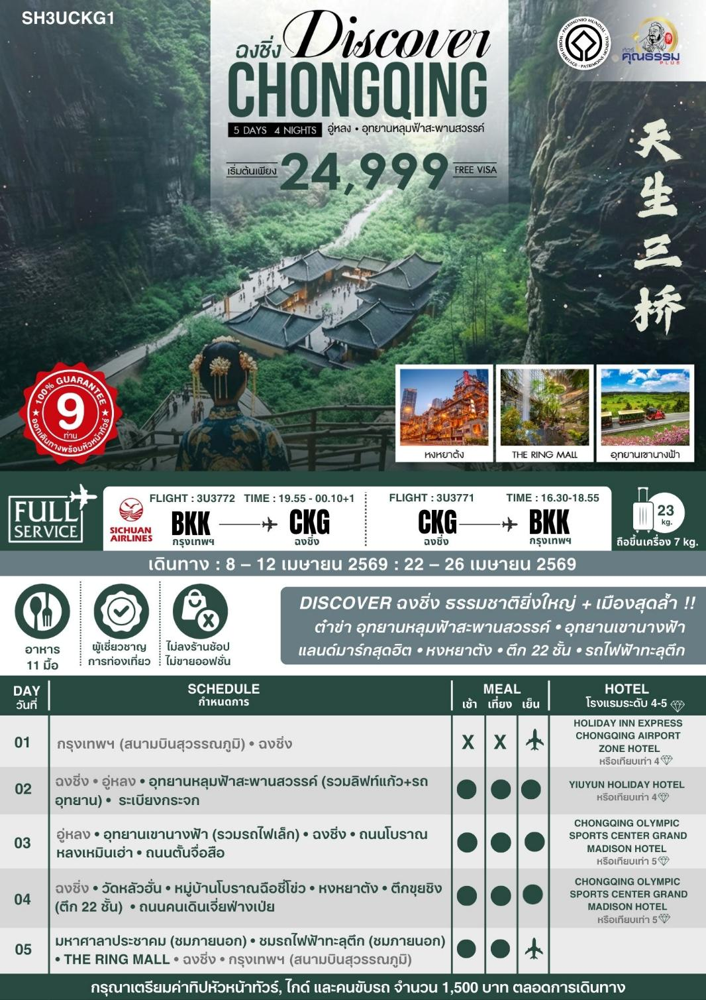 SH3UCKG1
ฉงชิ่ง Discover
CHONGQING
5 DAYS 4 NIGHTS อู่หลง • อุทยานหลุมฟ้าสะพานสวรรค์
เริ่มต้นเพียง 24,999 FREE VISA
WORLD HERITAGE • PATRIMOINE MONDIAL • PATRIMONIO MUNDIAL
ทัวร์
คุณธรรม
PLUS
天
生
三
桥
100% GUARANTEE
9
ท่าน
ออกเดินทางพร้อมหัวหน้าทัวร์
หงหยาต้ง
THE RING MALL
อุทยานเขานางฟ้า
FULL
SERVICE
SICHUAN
AIRLINES
FLIGHT : 3U3772 TIME : 19.55 - 00.10+1
BKK CKG
กรุงเทพฯ ฉงชิ่ง
FLIGHT : 3U3771 TIME : 16.30-18.55
CKG BKK
ฉงชิ่ง กรุงเทพฯ
23
kg.
ถือขึ้นเครื่อง 7 kg.
เดินทาง : 8 – 12 เมษายน 2569 : 22 – 26 เมษายน 2569
อาหาร
11 มื้อ
ผู้เชี่ยวชาญ
การท่องเที่ยว
ไม่ลงร้านช้อป
ไม่ขายออฟชั่น
DISCOVER ฉงชิ่ง ธรรมชาติยิ่งใหญ่ + เมืองสุดล้ำ !!
ต๋าข่า อุทยานหลุมฟ้าสะพานสวรรค์ • อุทยานเขานางฟ้า
แลนด์มาร์กสุดฮิต • หงหยาต้ง • ตึก 22 ชั้น • รถไฟฟ้าทะลุตึก
DAY SCHEDULE MEAL HOTEL
วันที่ กำหนดการ เช้า เที่ยง เย็น โรงแรมระดับ 4-5
01 กรุงเทพฯ (สนามบินสุวรรณภูมิ) • ฉงชิ่ง X X
HOLIDAY INN EXPRESS
CHONGQING AIRPORT
ZONE HOTEL
หรือเทียบเท่า 4
02 ฉงชิ่ง • อู่หลง • อุทยานหลุมฟ้าสะพานสวรรค์ (รวมลิฟท์แก้ว+รถ
อุทยาน) • ระเบียงกระจก
YIUYUN HOLIDAY HOTEL
หรือเทียบเท่า 4
03 อู่หลง • อุทยานเขานางฟ้า (รวมรถไฟเล็ก) • ฉงชิ่ง • ถนนโบราณ
หลงเหมินเฮ่า • ถนนตั้นจื่อสือ
CHONGQING OLYMPIC
SPORTS CENTER GRAND
MADISON HOTEL
หรือเทียบเท่า 5
04 ฉงชิ่ง • วัดหลัวฮั่น • หมู่บ้านโบราณฉือชี่โข่ว • หงหยาต้ง • ตึกขุยชิง
(ตึก 22 ชั้น) • ถนนคนเดินเจี่ยฟ่างเป่ย
CHONGQING OLYMPIC
SPORTS CENTER GRAND
MADISON HOTEL
หรือเทียบเท่า 5
05 มหาศาลาประชาคม (ชมภายนอก) • ชมรถไฟฟ้าทะลุตึก (ชมภายนอก)
• THE RING MALL • ฉงชิ่ง • กรุงเทพฯ (สนามบินสุวรรณภูมิ)
กรุณาเตรียมค่าทิปหัวหน้าทัวร์, ไกด์ และคนขับรถ จำนวน 1,500 บาท ตลอดการเดินทาง